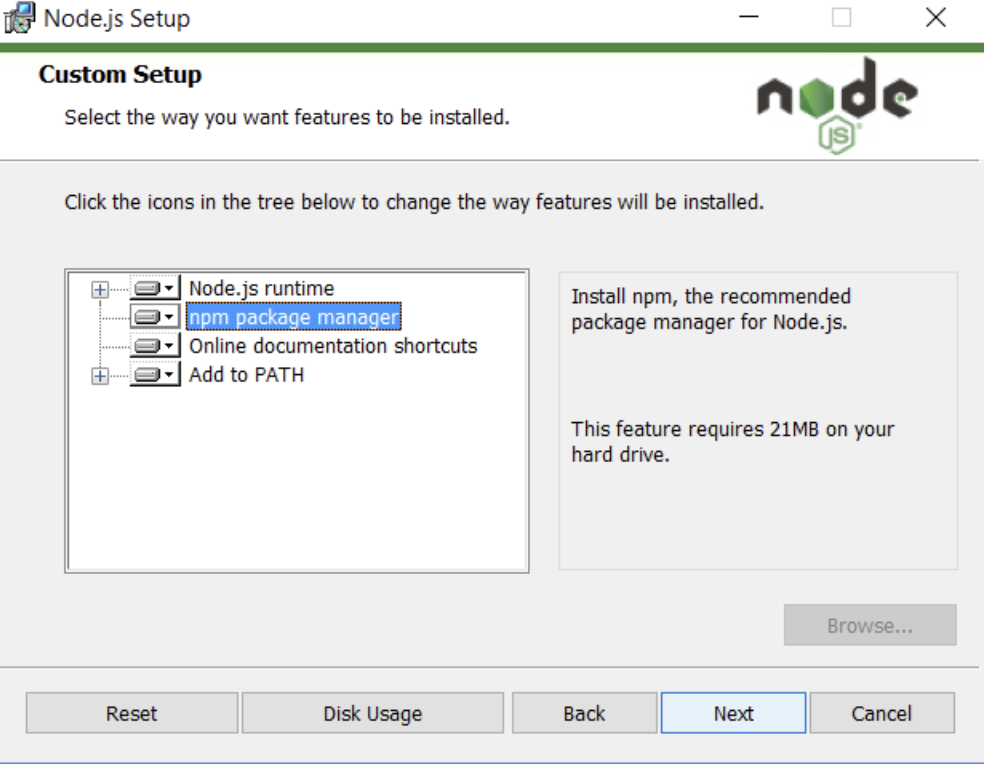 Node.js Setup
Custom Setup
Select the way you want features to be installed.
node
JS
Click the icons in the tree below to change the way features will be installed.
Node.js runtime
npm package manager
Online documentation shortcuts
Add to PATH
Install npm, the recommended
package manager for Node.js.
This feature requires 21MB on your
hard drive.
Browse...
Reset
Disk Usage
Back
Next
Cancel